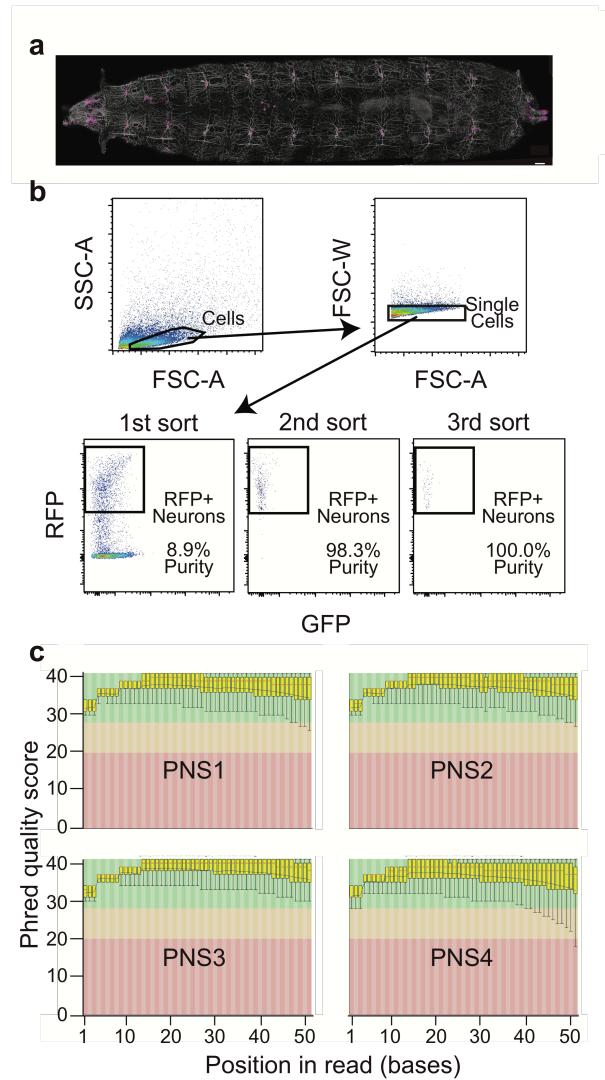 a
b
SSC-A
Cells
FSC-A
FSC-W
Single
Cells
FSC-A
1st sort
2nd sort
3rd sort
RFP
RFP+
Neurons
8.9%
Purity
RFP+
Neurons
98.3%
Purity
RFP+
Neurons
100.0%
Purity
GFP
c
Phred quality score
40
30
20
10
0
PNS1
PNS2
40
30
20
10
0
PNS3
PNS4
1 10 20 30 40 50
1 10 20 30 40 50
Position in read (bases)